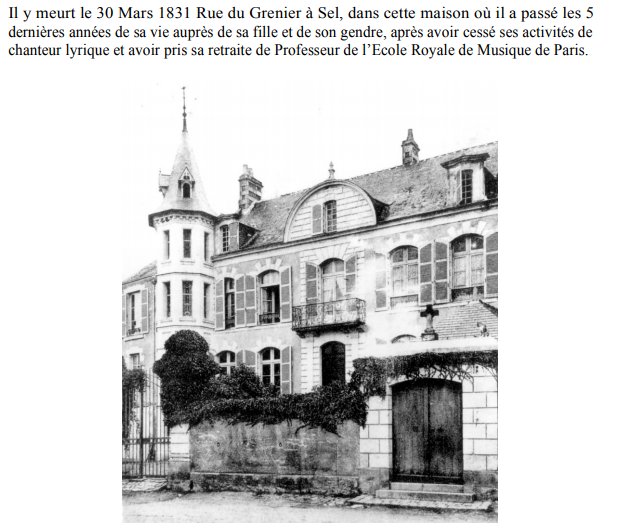 Il y meurt le 30 Mars 1831 Rue du Grenier à Sel, dans cette maison où il a passé les 5
dernières années de sa vie auprès de sa fille et de son gendre, après avoir cessé ses activités de
chanteur lyrique et avoir pris sa retraite de Professeur de l’Ecole Royale de Musique de Paris.